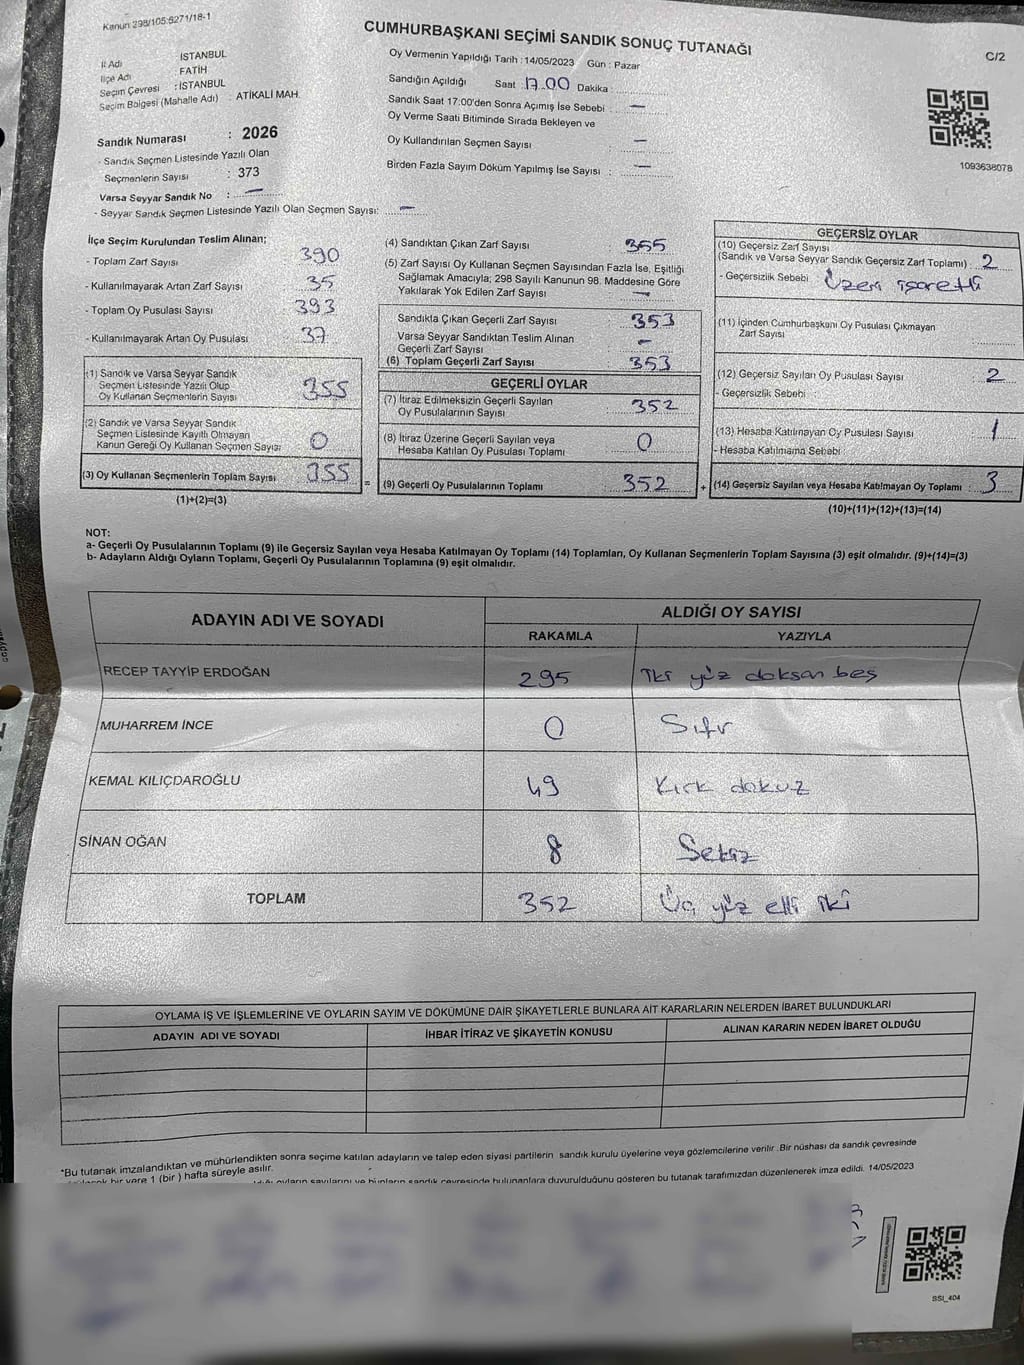 Kanun 298/105:5271/18-1
CUMHURBAŞKANI SEÇİMİ SANDIK SONUÇ TUTANAĞI
C/2
İl Adı : İSTANBUL
İlçe Adı : FATİH
Seçim Çevresi : İSTANBUL
Seçim Bölgesi (Mahalle Adı) : ATİKALİ MAH.
Oy Vermenin Yapıldığı Tarih : 14/05/2023 Gün : Pazar
Sandığın Açıldığı Saat 17.00 Dakika :
Sandık Saat 17:00'den Sonra Açımış İse Sebebi : —
Oy Verme Saati Bitiminde Sırada Bekleyen ve
Oy Kullandırılan Seçmen Sayısı : —
Birden Fazla Sayım Döküm Yapılmış İse Sayısı : —
1093638078
Sandık Numarası : 2026
- Sandık Seçmen Listesinde Yazılı Olan
Seçmenlerin Sayısı : 373
Varsa Seyyar Sandık No : —
- Seyyar Sandık Seçmen Listesinde Yazılı Olan Seçmen Sayısı: —
İlçe Seçim Kurulundan Teslim Alınan;
- Toplam Zarf Sayısı 390
- Kullanılmayarak Artan Zarf Sayısı 35
- Toplam Oy Pusulası Sayısı 393
- Kullanılmayarak Artan Oy Pusulası 37
(1) Sandık ve Varsa Seyyar Sandık
Seçmen Listesinde Yazılı Olup
Oy Kullanan Seçmenlerin Sayısı 355
(2) Sandık ve Varsa Seyyar Sandık
Seçmen Listesinde Kayıtlı Olmayan
Kanun Gereği Oy Kullanan Seçmen Sayısı 0
(3) Oy Kullanan Seçmenlerin Toplam Sayısı 355
(1)+(2)=(3)
(4) Sandıktan Çıkan Zarf Sayısı : 355
(5) Zarf Sayısı Oy Kullanan Seçmen Sayısından Fazla İse, Eşitliği
Sağlamak Amacıyla, 298 Sayılı Kanunun 98. Maddesine Göre
Yakılarak Yok Edilen Zarf Sayısı : —
Sandıkta Çıkan Geçerli Zarf Sayısı : 353
Varsa Seyyar Sandıktan Teslim Alınan
Geçerli Zarf Sayısı : -
(6) Toplam Geçerli Zarf Sayısı : 353
GEÇERLİ OYLAR
(7) İtiraz Edilmeksizin Geçerli Sayılan
Oy Pusulalarının Sayısı : 352
(8) İtiraz Üzerine Geçerli Sayılan veya
Hesaba Katılan Oy Pusulası Toplamı : 0
= (9) Geçerli Oy Pusulalarının Toplamı : 352
GEÇERSİZ OYLAR
(10) Geçersiz Zarf Sayısı
(Sandık ve Varsa Seyyar Sandık Geçersiz Zarf Toplamı) : 2
- Geçersizlik Sebebi : Üzeri işaretli
(11) İçinden Cumhurbaşkanı Oy Pusulası Çıkmayan
Zarf Sayısı
(12) Geçersiz Sayılan Oy Pusulası Sayısı : 2
- Geçersizlik Sebebi :
(13) Hesaba Katılmayan Oy Pusulası Sayısı : 1
- Hesaba Katılmama Sebebi :
+ (14) Geçersiz Sayılan veya Hesaba Katılmayan Oy Toplamı : 3
(10)+(11)+(12)+(13)=(14)
NOT:
a- Geçerli Oy Pusulalarının Toplamı (9) ile Geçersiz Sayılan veya Hesaba Katılmayan Oy Toplamı (14) Toplamları, Oy Kullanan Seçmenlerin Toplam Sayısına (3) eşit olmalıdır. (9)+(14)=(3)
b- Adayların Aldığı Oyların Toplamı, Geçerli Oy Pusulalarının Toplamına (9) eşit olmalıdır.
ADAYIN ADI VE SOYADI
ALDIĞI OY SAYISI
RAKAMLA YAZIYLA
RECEP TAYYİP ERDOĞAN 295 İki yüz doksan beş
MUHARREM İNCE 0 Sıfır
KEMAL KILIÇDAROĞLU 49 Kırk dokuz
SİNAN OĞAN 8 Sekiz
TOPLAM 352 Üç yüz elli iki
OYLAMA İŞ VE İŞLEMLERİNE VE OYLARIN SAYIM VE DÖKÜMÜNE DAİR ŞİKAYETLERLE BUNLARA AİT KARARLARIN NELERDEN İBARET BULUNDUKLARI
ADAYIN ADI VE SOYADI İHBAR İTİRAZ VE ŞİKAYETİN KONUSU ALINAN KARARIN NEDEN İBARET OLDUĞU
*Bu tutanak imzalandıktan ve mühürlendikten sonra seçime katılan adayların ve talep eden siyasi partilerin sandık kurulu üyelerine veya gözlemcilerine verilir .Bir nüshası da sandık çevresinde
bir yere 1 (bir ) hafta süreyle asılır.
oyların sayılarını ve bunların sandık çevresinde bulunanlara duyurulduğunu gösteren bu tutanak tarafımızdan düzenlenerek imza edildi. 14/05/2023
SSİ_404